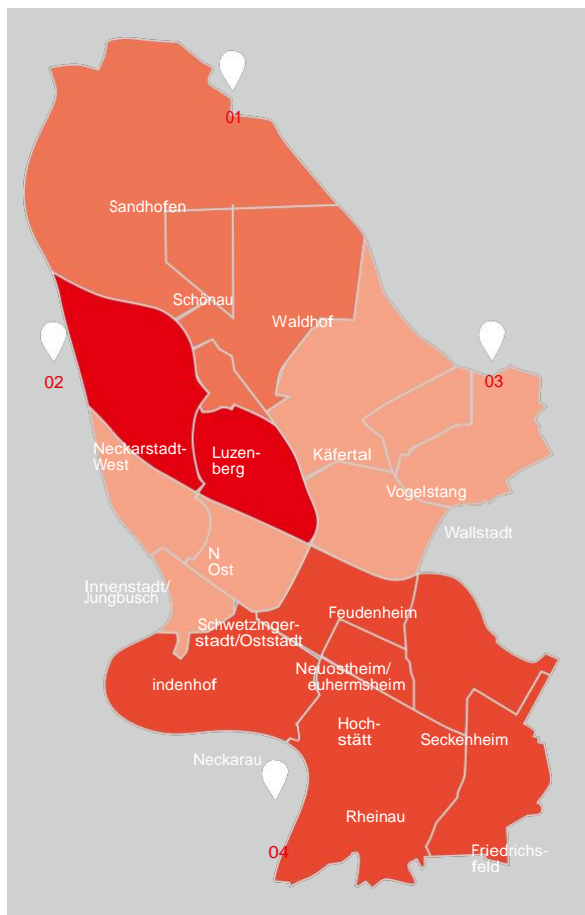 01
Sandhofen
Schönau
Waldhof
02
03
Neckarstadt-
West
Luzen-
berg
Käfertal
Vogelstang
Wallstadt
N
Ost
Innenstadt/
Jungbusch
Schwetzinger-
stadt/Oststadt
Feudenheim
Neuostheim/
euhermsheim
indenhof
Hoch-
stätt
Seckenheim
Neckarau
Rheinau
04
Friedrichs-
feld